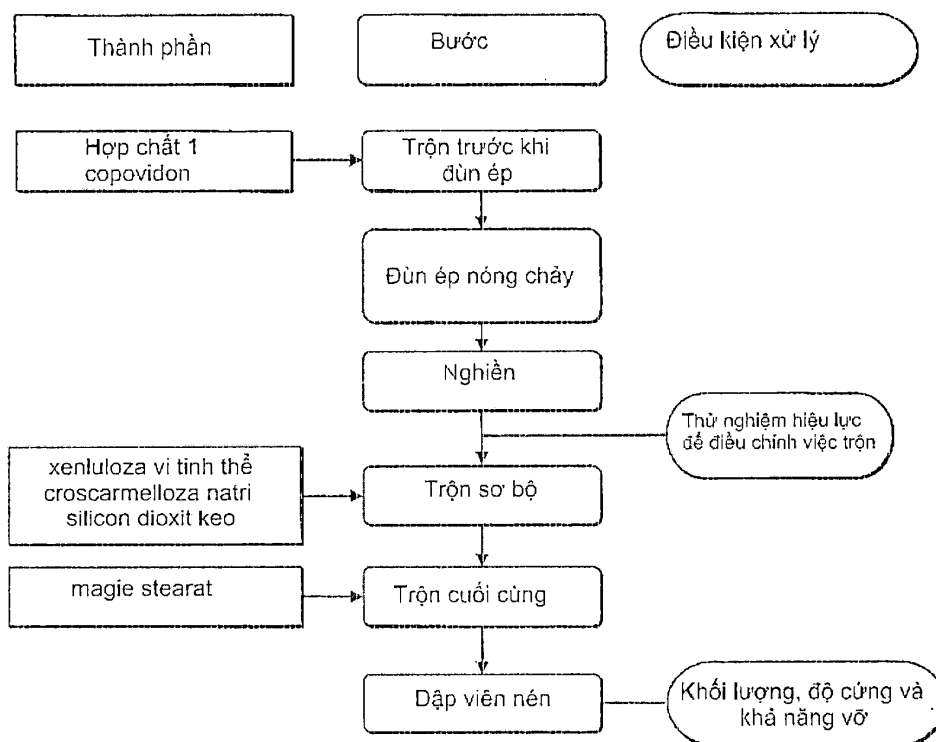 Thành phần
Bước
Điều kiện xử lý
Hợp chất 1
copovidon
Trộn trước khi
đùn ép
Đùn ép nóng chảy
Nghiền
Thử nghiệm hiệu lực
để điều chỉnh việc trộn
xenluloza vi tinh thể
croscarmelloza natri
silicon dioxit keo
Trộn sơ bộ
magie stearat
Trộn cuối cùng
Dập viên nén
Khối lượng, độ cứng và
khả năng vỡ